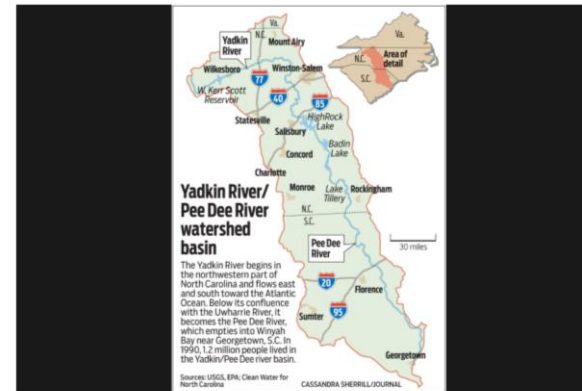 Va.
N.C.
Yadkin
River
Mount Airy
Wilkesboro
Winston-Salem
77
W. Kerr Scott
Reservoir
40
85
Statesville
HighRock
Lake
Salisbury
Badin
Lake
Concord
Charlotte
Monroe
Lake
Tillery
Rockingham
N.C.
S.C.
Pee Dee
River
20
Florence
Sumter
95
Georgetown
Va.
N.C.
Area of
detail
S.C.
30 miles
Yadkin River/
Pee Dee River
watershed
basin
The Yadkin River begins in
the northwestern part of
North Carolina and flows east
and south toward the Atlantic
Ocean. Below its confluence
with the Uwharrie River, it
becomes the Pee Dee River,
which empties into Winyah
Bay near Georgetown, S.C. In
1990, 1.2 million people lived in
the Yadkin/Pee dee river basin.
Sources: USGS, EPA; Clean Water for
North Carolina
CASSANDRA SHERRILL/JOURNAL